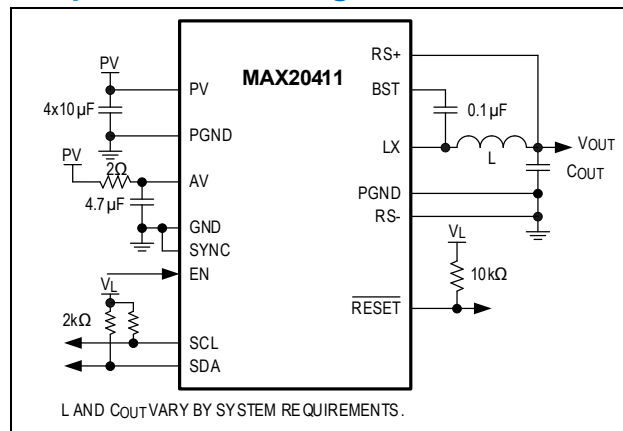 MAX20411
PV
4x10µF
PV
PGND
PV
2Ω
AV
4.7µF
GND
SYNC
EN
VL
2kΩ
SCL
SDA
RS+
BST
0.1µF
LX
L
VOUT
COUT
PGND
RS-
VL
10kΩ
RESET
L AND COUT VARY BY SYSTEM REQUIREMENTS.